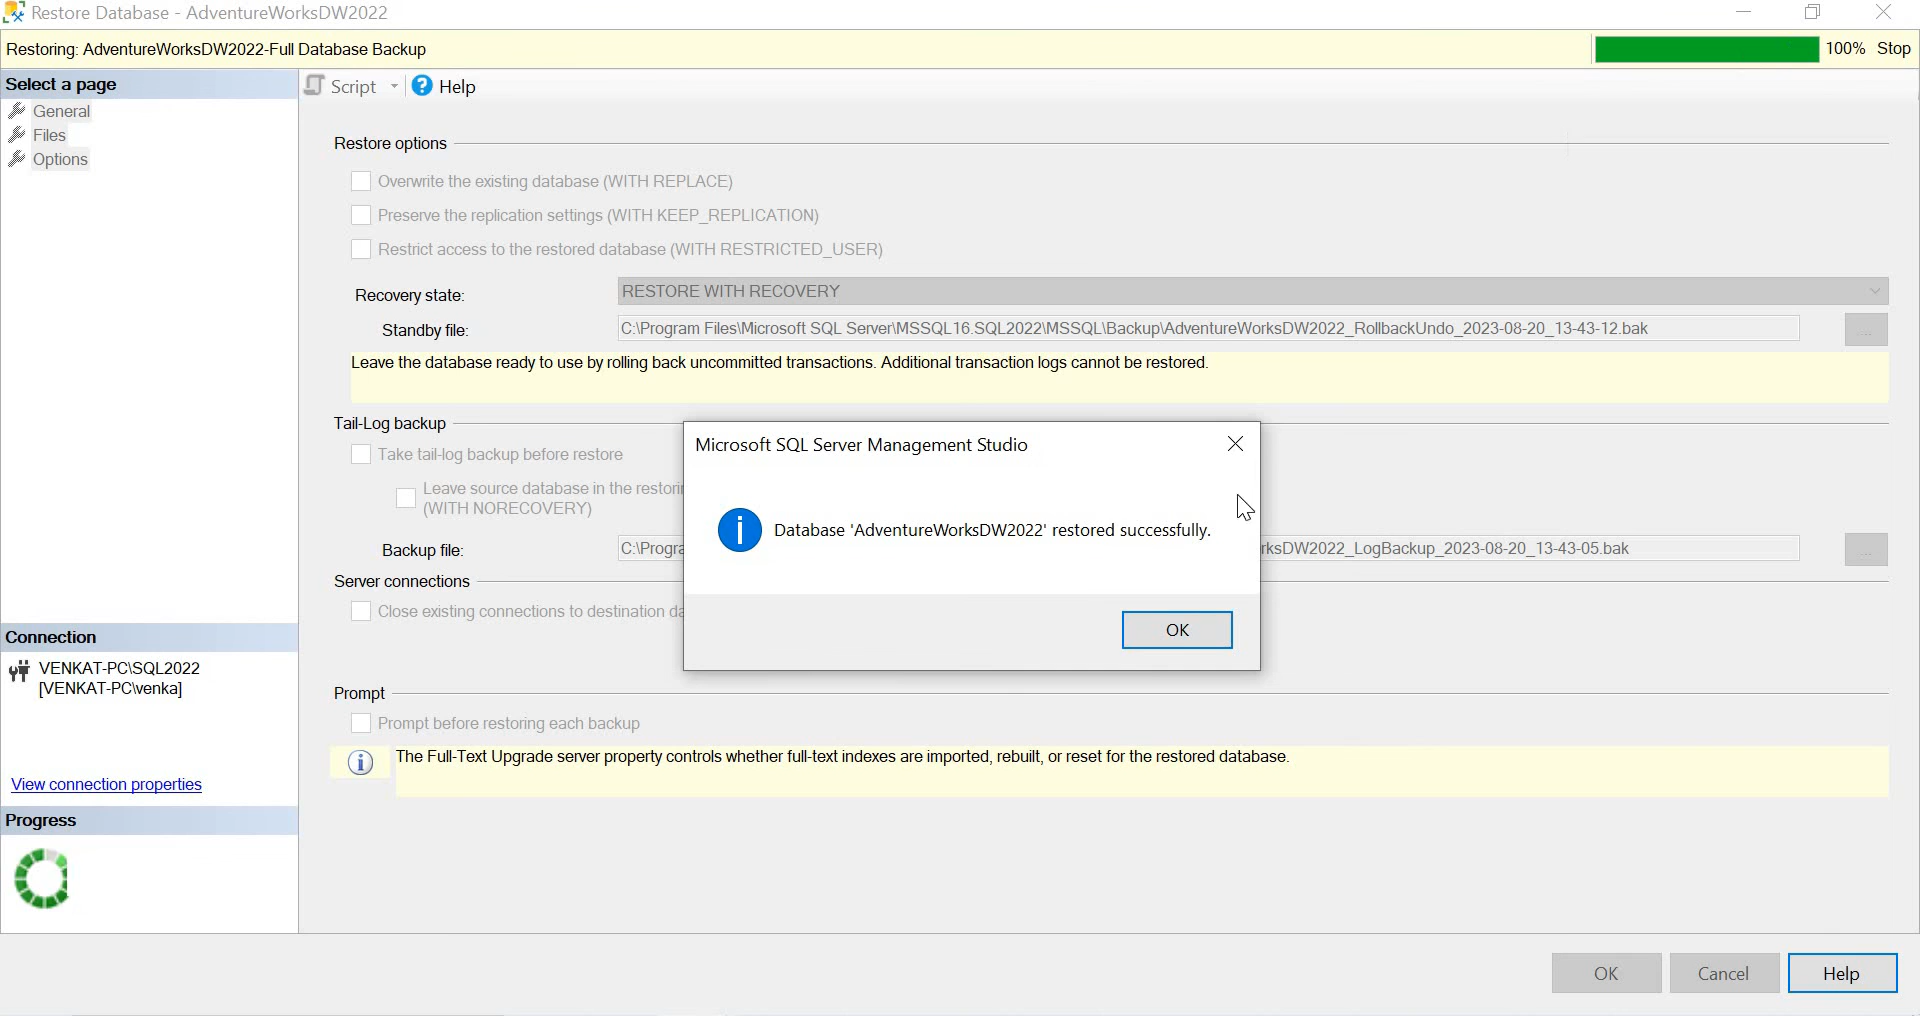 Restore Database - AdventureWorksDW2022
Restoring: AdventureWorksDW2022-Full Database Backup
100% Stop
Select a page
General
Files
Options
Script
Help
Restore options
Overwrite the existing database (WITH REPLACE)
Preserve the replication settings (WITH KEEP_REPLICATION)
Restrict access to the restored database (WITH RESTRICTED_USER)
Recovery state:
RESTORE WITH RECOVERY
Standby file:
C:\Program Files\Microsoft SQL Server\MSSQL16.SQL2022\MSSQL\Backup\AdventureWorksDW2022_RollbackUndo_2023-08-20_13-43-12.bak
...
Leave the database ready to use by rolling back uncommitted transactions. Additional transaction logs cannot be restored.
Tail-Log backup
Take tail-log backup before restore
Leave source database in the restorin
(WITH NORECOVERY)
Backup file:
C:\Progra
rksDW2022_LogBackup_2023-08-20_13-43-05.bak
...
Server connections
Close existing connections to destination da
Microsoft SQL Server Management Studio
Database 'AdventureWorksDW2022' restored successfully.
OK
Prompt
Prompt before restoring each backup
The Full-Text Upgrade server property controls whether full-text indexes are imported, rebuilt, or reset for the restored database.
Connection
VENKAT-PC\SQL2022
[VENKAT-PC\venka]
View connection properties
Progress
OK
Cancel
Help